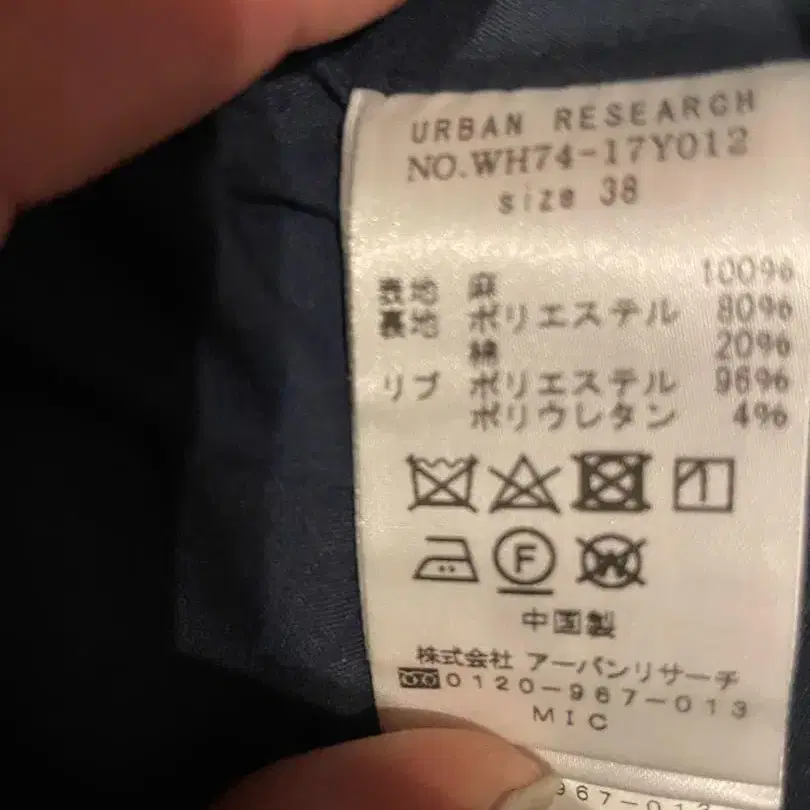 URBAN RESEARCH
NO.WH74-17Y012
size 38
表地 麻 100%
裏地 ポリエステル 80%
綿 20%
リブ ポリエステル 96%
ポリウレタン 4%
F W
中国製
株式会社 アーバンリサーチ
0120-967-013
MIC
967-01